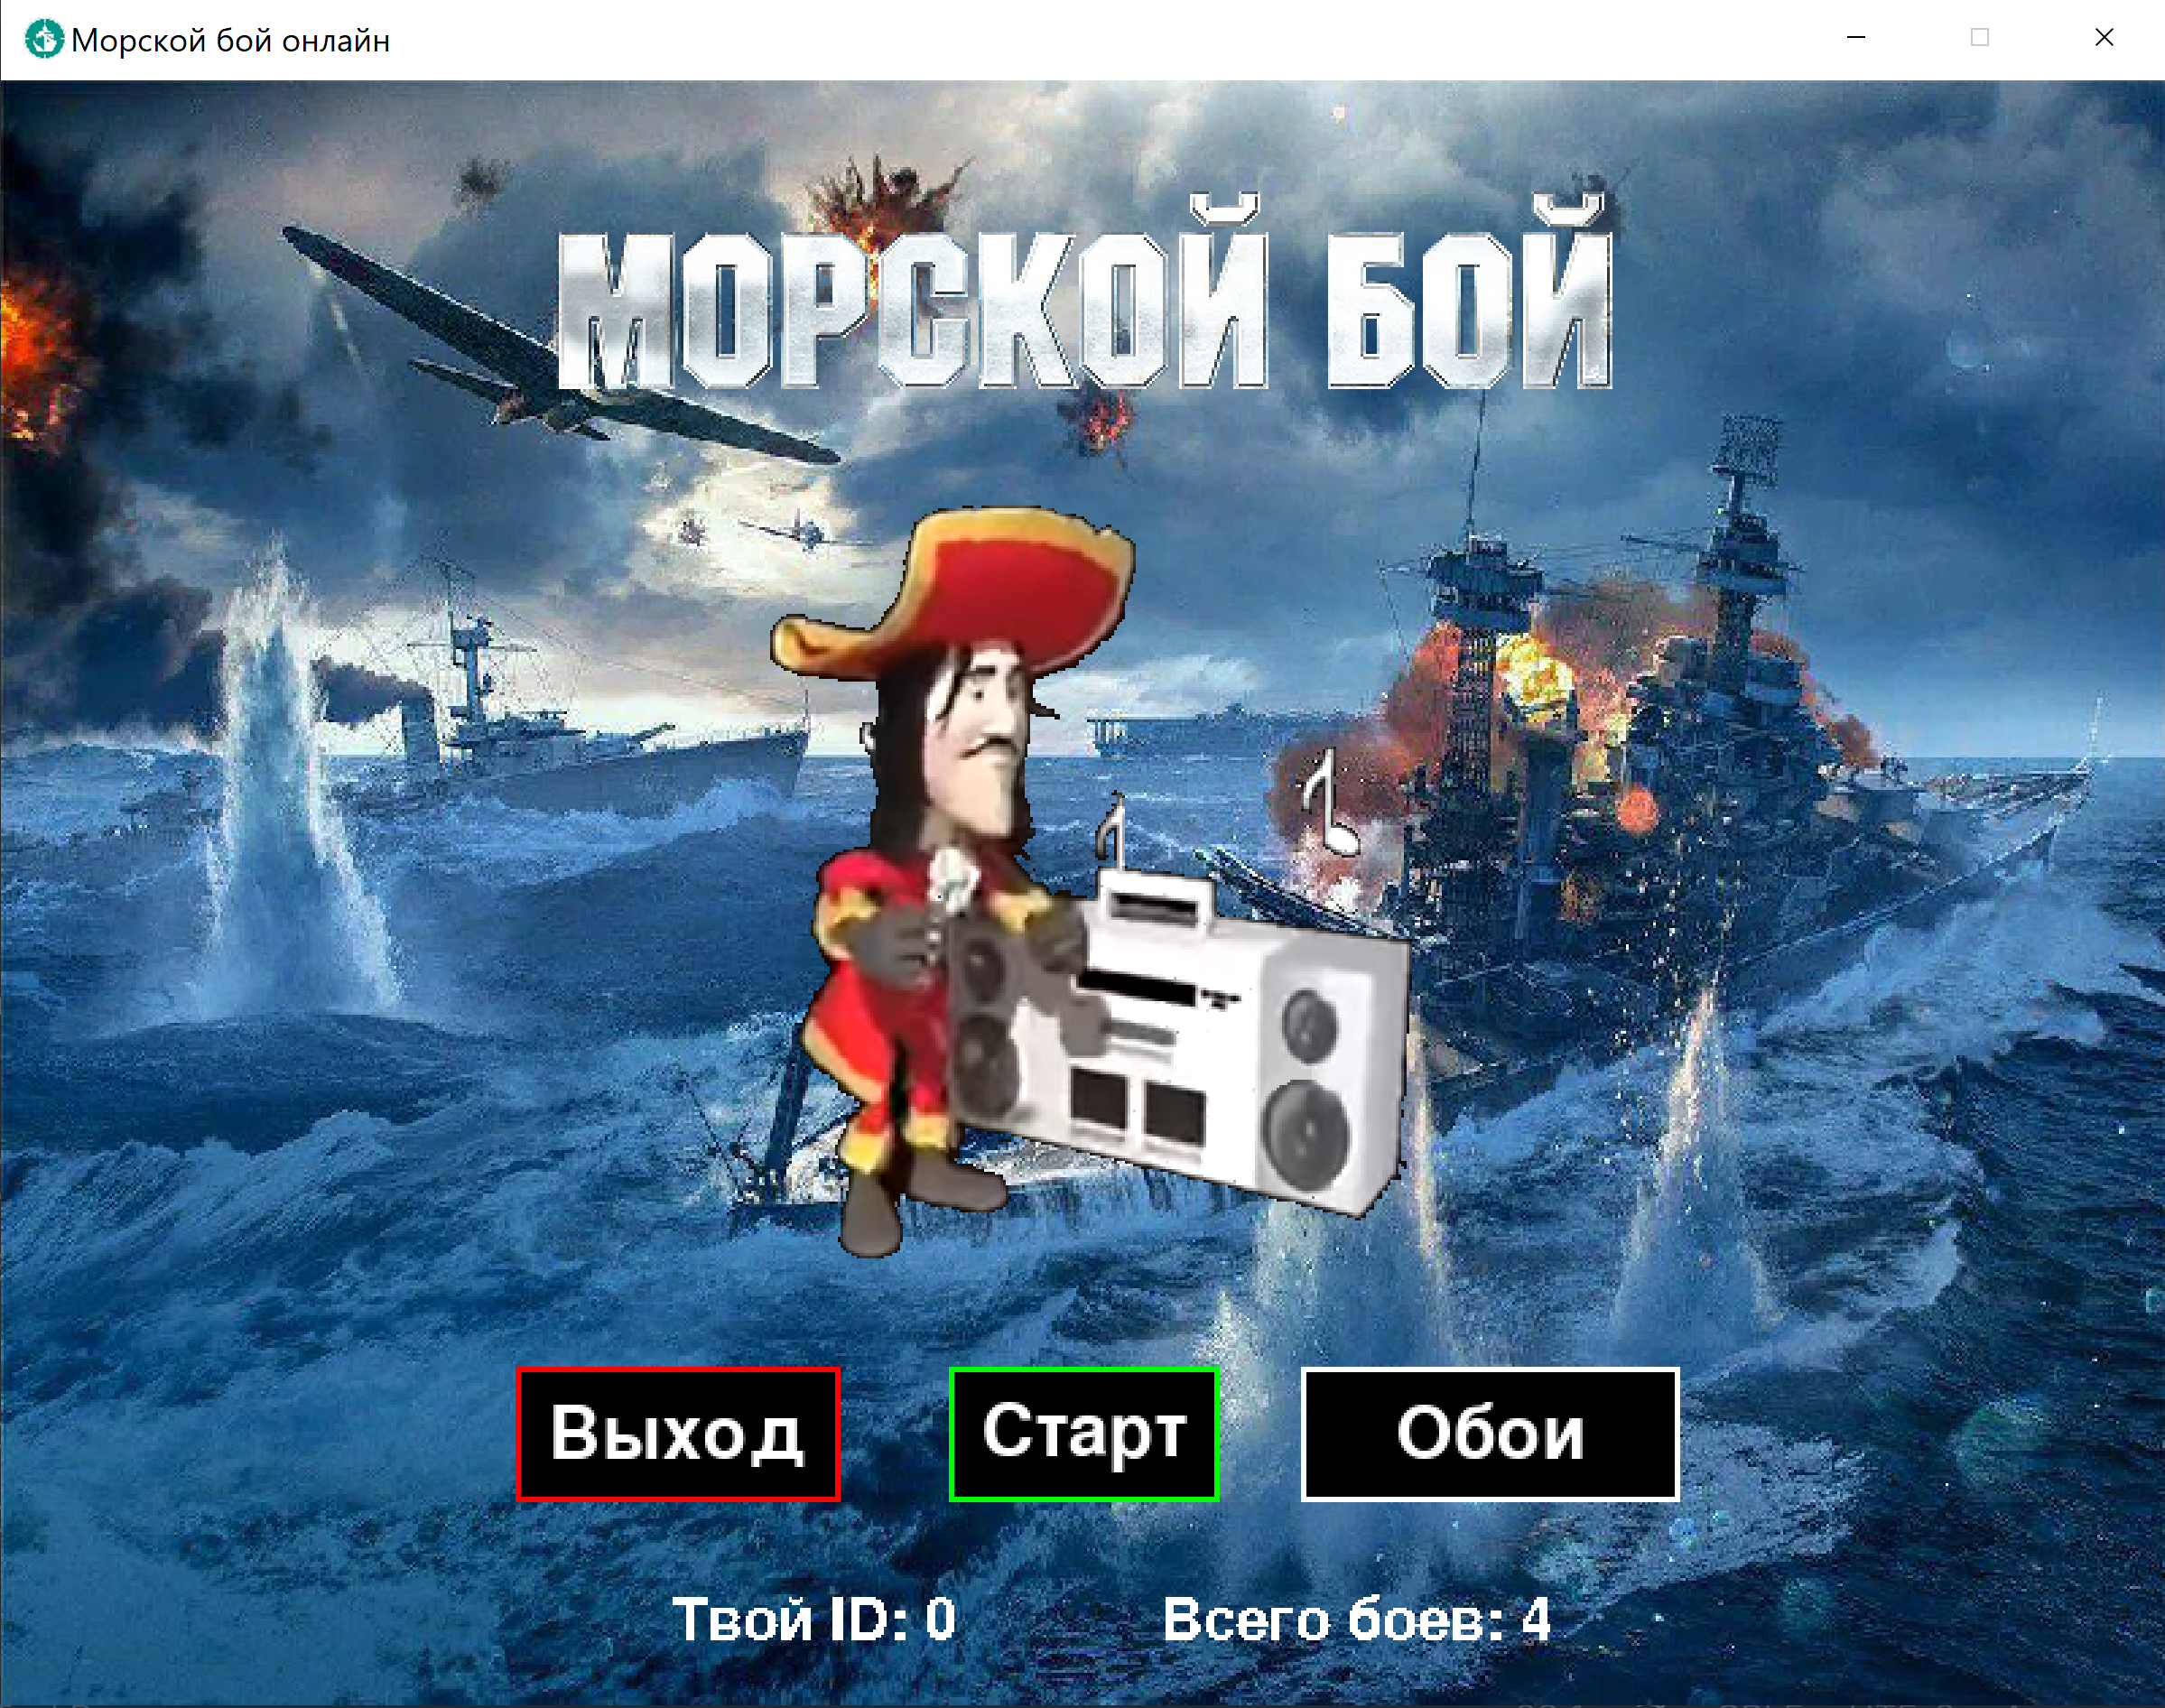 Морской бой онлайн
МОРСКОЙ БОЙ
Выход
Старт
Обои
Твой ID: 0
Всего боев: 4